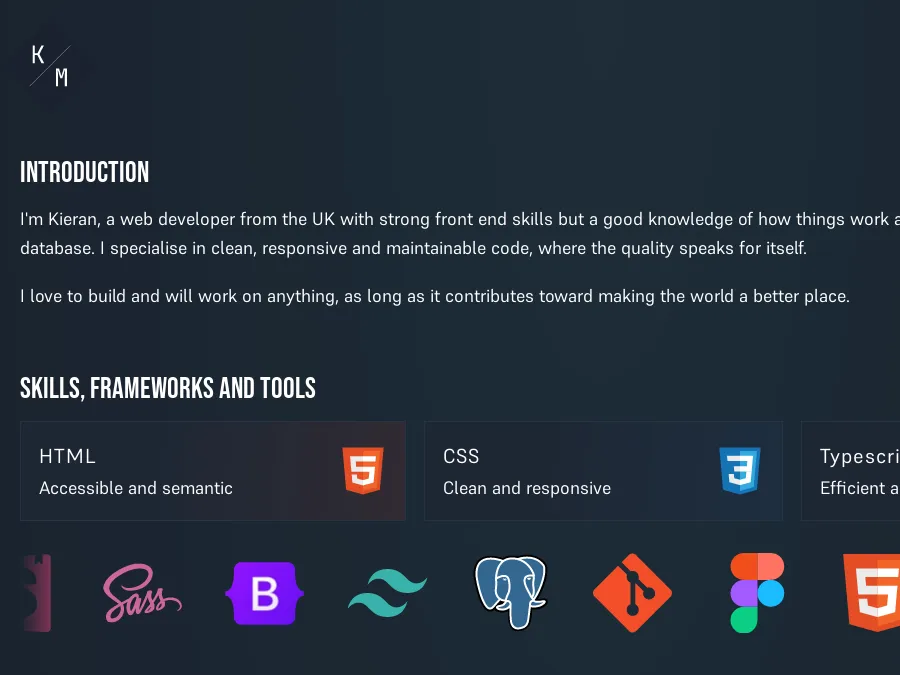 K
M
INTRODUCTION
I'm Kieran, a web developer from the UK with strong front end skills but a good knowledge of how things work
database. I specialise in clean, responsive and maintainable code, where the quality speaks for itself.
I love to build and will work on anything, as long as it contributes toward making the world a better place.
SKILLS, FRAMEWORKS AND TOOLS
HTML
Accessible and semantic
5
CSS
Clean and responsive
3
Typescri
Efficient a
Sass
B
5